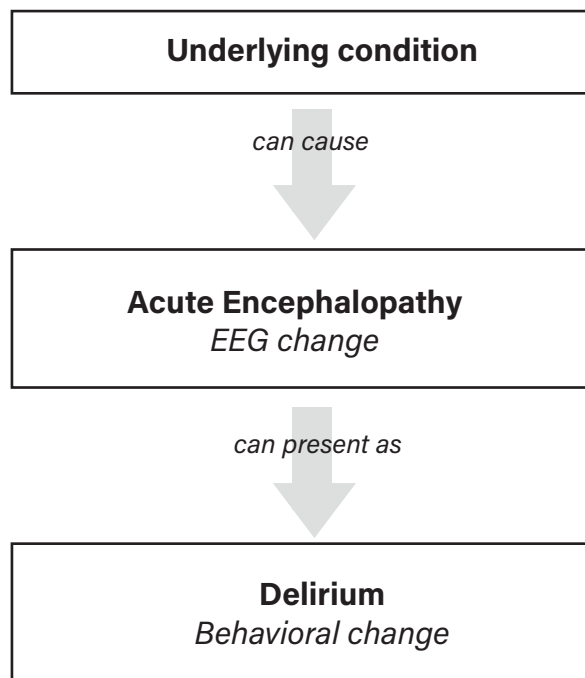 Underlying condition
can cause
Acute Encephalopathy
EEG change
can present as
Delirium
Behavioral change